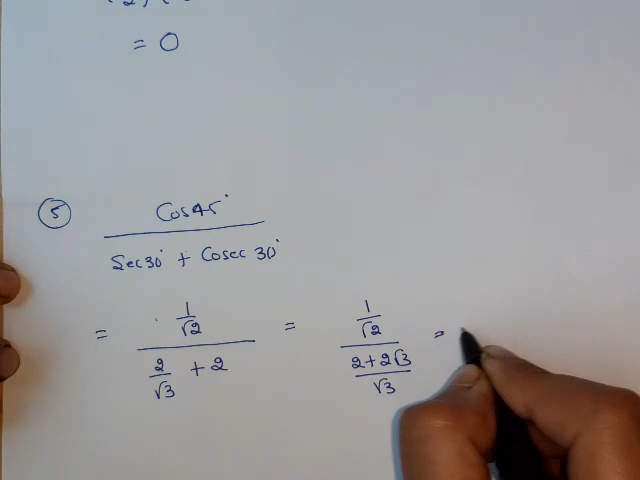 = 0
5 Cos45°
Sec30° + Cosec 30°
= 1/√2 / (2/√3 + 2) = 1/√2 / ((2+2√3)/√3) =